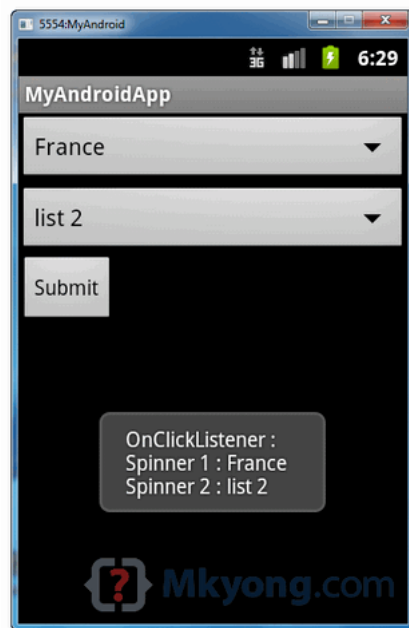 5554:MyAndroid
3G 6:29
MyAndroidApp
France
list 2
Submit
OnClickListener :
Spinner 1 : France
Spinner 2 : list 2
{?} Mkyong.com